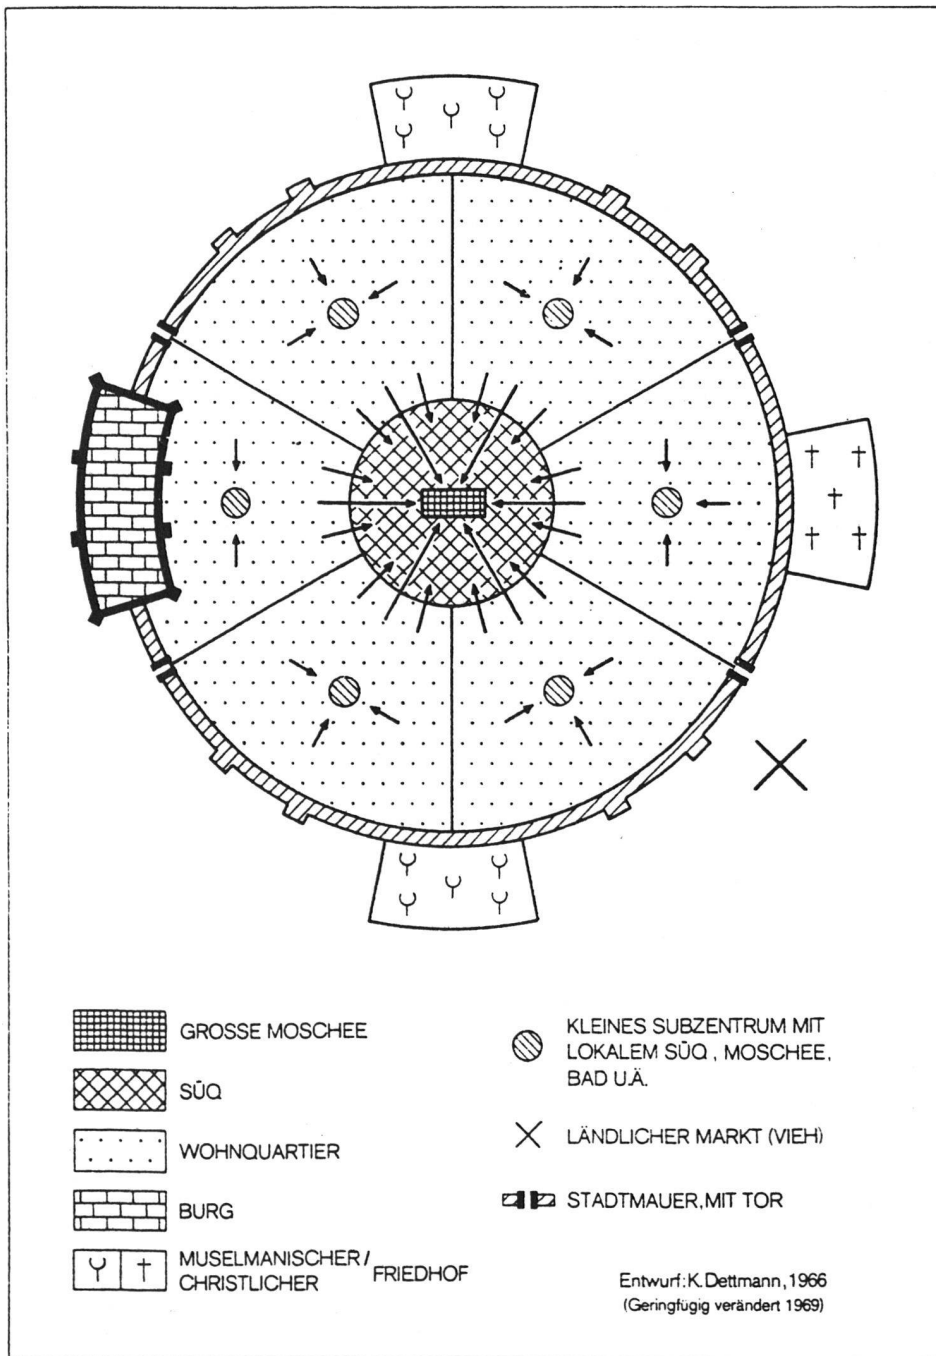 GROSSE MOSCHEE
SŪQ
WOHNQUARTIER
BURG
MUSELMANISCHER/
CHRISTLICHER FRIEDHOF
KLEINES SUBZENTRUM MIT
LOKALEM SŪQ, MOSCHEE,
BAD U.Ä.
LÄNDLICHER MARKT (VIEH)
STADTMAUER, MIT TOR
Entwurf: K. Dettmann, 1966
(Geringfügig verändert 1969)